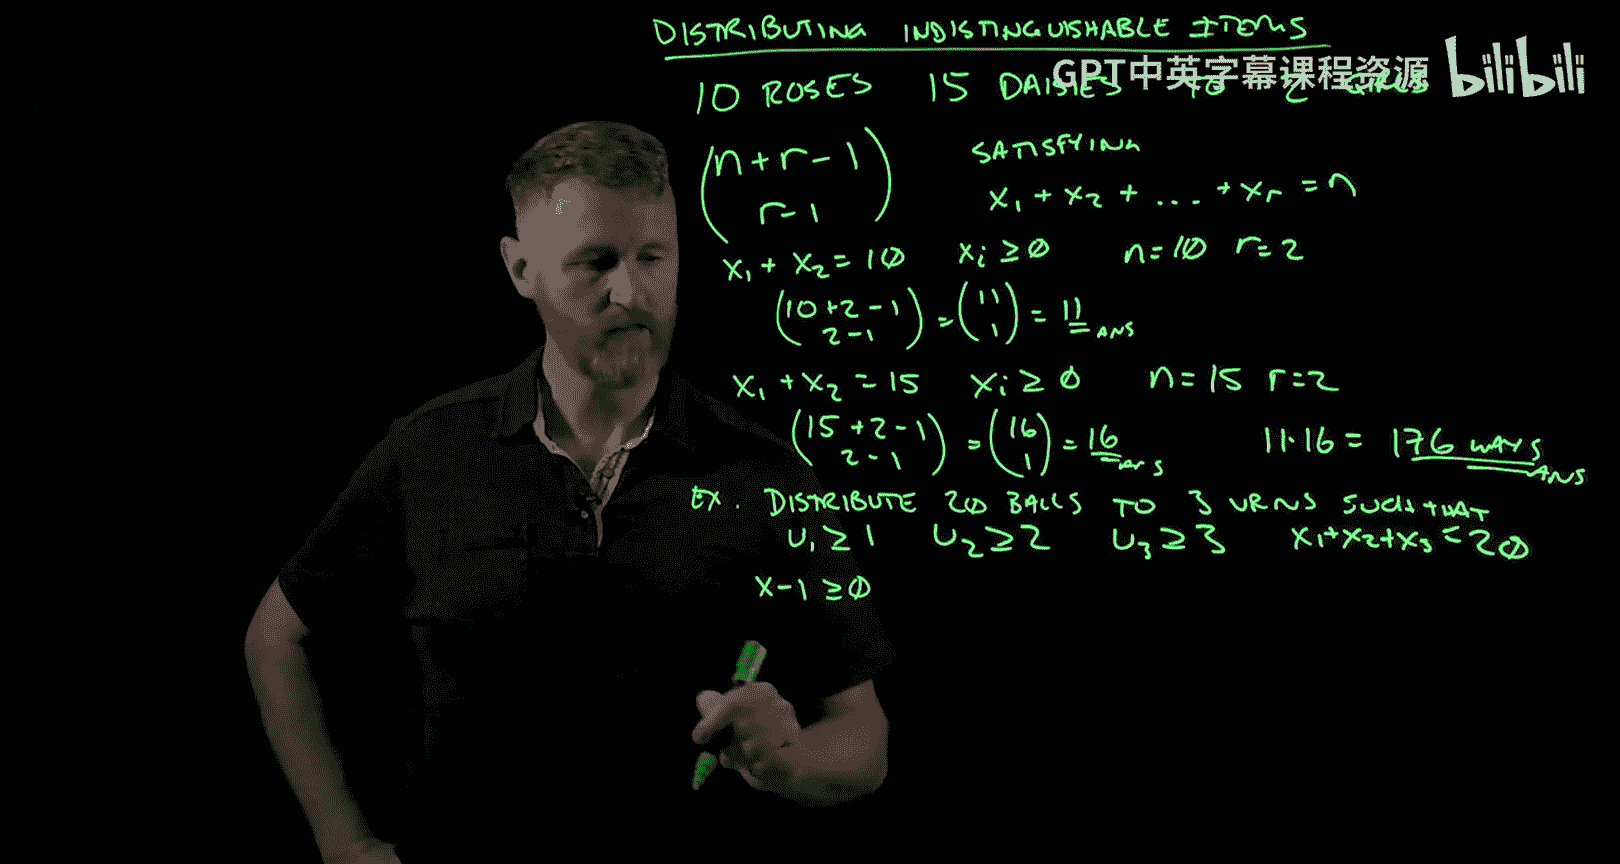 DISTRIBUTING INDISTINGUISHABLE ITEMS
GPT中英字幕课程资源 bilibili
10 ROSES 15 DAISIES TO 2 GIRLS
(n+r-1
r-1) SATISFYING
x₁ + x₂ + ... + xᵣ = n
x₁ + x₂ = 10 xᵢ ≥ 0 n=10 r=2
(10+2-1
2-1) = (11
1) = 11 ANS
x₁ + x₂ = 15 xᵢ ≥ 0 n=15 r=2
(15+2-1
2-1) = (16
1) = 16 ANS 11·16 = 176 WAYS ANS
EX. DISTRIBUTE 20 BALLS TO 3 URNS SUCH THAT
U₁ ≥ 1 U₂ ≥ 2 U₃ ≥ 3 x₁+x₂+x₃ = 20
x-1 ≥ 0